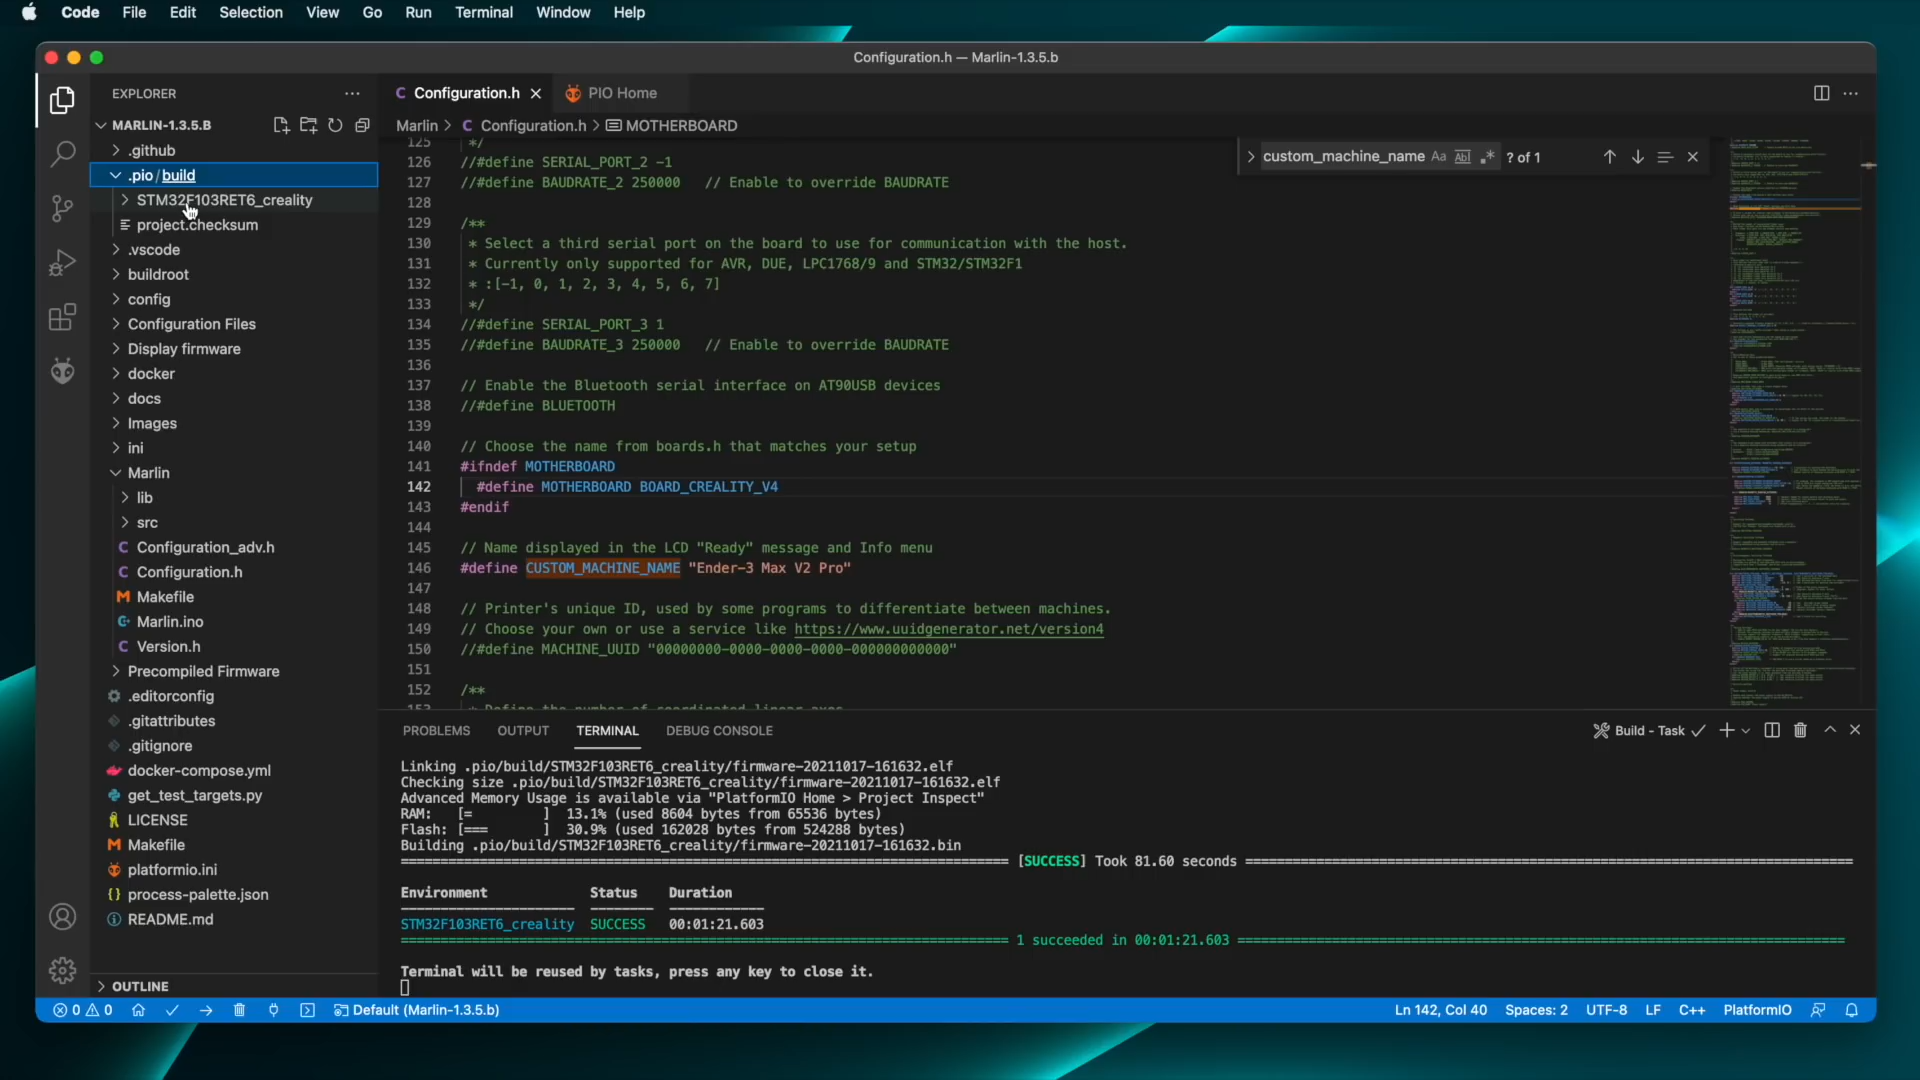 Code File Edit Selection View Go Run Terminal Window Help
Configuration.h — Marlin-1.3.5.b
EXPLORER
MARLIN-1.3.5.B
.github
.pio / build
STM32F103RET6_creality
project.checksum
.vscode
buildroot
config
Configuration Files
Display firmware
docker
docs
Images
ini
Marlin
lib
src
Configuration_adv.h
Configuration.h
Makefile
Marlin.ino
Version.h
Precompiled Firmware
.editorconfig
.gitattributes
.gitignore
docker-compose.yml
get_test_targets.py
LICENSE
Makefile
platformio.ini
process-palette.json
README.md
OUTLINE
Configuration.h PIO Home
Marlin > Configuration.h > MOTHERBOARD
custom_machine_name Aa Abl .* ? of 1
125 */
126 //#define SERIAL_PORT_2 -1
127 //#define BAUDRATE_2 250000 // Enable to override BAUDRATE
128
129 /**
130 * Select a third serial port on the board to use for communication with the host.
131 * Currently only supported for AVR, DUE, LPC1768/9 and STM32/STM32F1
132 * :[-1, 0, 1, 2, 3, 4, 5, 6, 7]
133 */
134 //#define SERIAL_PORT_3 1
135 //#define BAUDRATE_3 250000 // Enable to override BAUDRATE
136
137 // Enable the Bluetooth serial interface on AT90USB devices
138 //#define BLUETOOTH
139
140 // Choose the name from boards.h that matches your setup
141 #ifndef MOTHERBOARD
142 #define MOTHERBOARD BOARD_CREALITY_V4
143 #endif
144
145 // Name displayed in the LCD "Ready" message and Info menu
146 #define CUSTOM_MACHINE_NAME "Ender-3 Max V2 Pro"
147
148 // Printer's unique ID, used by some programs to differentiate between machines.
149 // Choose your own or use a service like https://www.uuidgenerator.net/version4
150 //#define MACHINE_UUID "00000000-0000-0000-0000-000000000000"
151
152 /**
153 * Define the number of coordinated linear axes
PROBLEMS OUTPUT TERMINAL DEBUG CONSOLE
Build - Task
Linking .pio/build/STM32F103RET6_creality/firmware-20211017-161632.elf
Checking size .pio/build/STM32F103RET6_creality/firmware-20211017-161632.elf
Advanced Memory Usage is available via "PlatformIO Home > Project Inspect"
RAM: [= ] 13.1% (used 8604 bytes from 65536 bytes)
Flash: [=== ] 30.9% (used 162028 bytes from 524288 bytes)
Building .pio/build/STM32F103RET6_creality/firmware-20211017-161632.bin
[SUCCESS] Took 81.60 seconds
Environment Status Duration
STM32F103RET6_creality SUCCESS 00:01:21.603
1 succeeded in 00:01:21.603
Terminal will be reused by tasks, press any key to close it.
0 0 Default (Marlin-1.3.5.b) Ln 142, Col 40 Spaces: 2 UTF-8 LF C++ PlatformIO